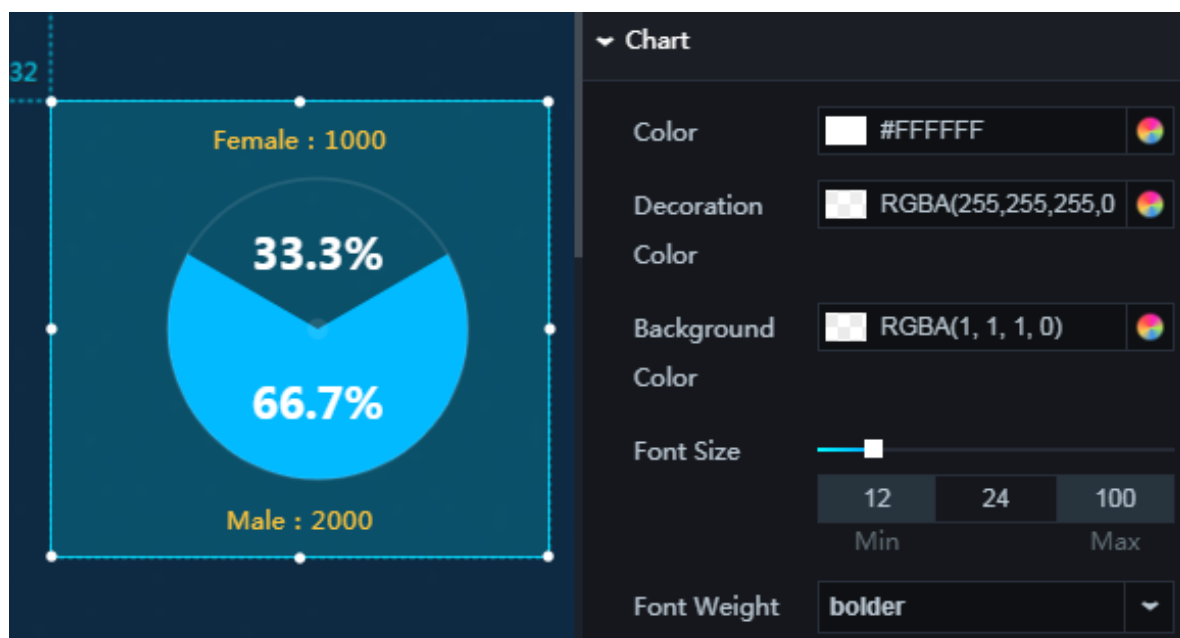 32
Female : 1000
33.3%
66.7%
Male : 2000
Chart
Color
#FFFFFF
Decoration
Color
RGBA(255,255,255,0
Background
Color
RGBA(1, 1, 1, 0)
Font Size
12
24
100
Min
Max
Font Weight
bolder